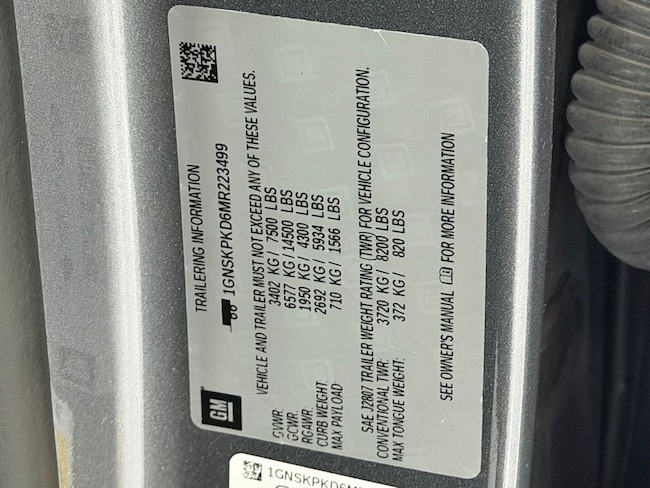 TRAILERING INFORMATION
1GNSKPKD6MR223499
VEHICLE AND TRAILER MUST NOT EXCEED ANY OF THESE VALUES.
GVWR 3402 KG/ 7500 LBS
GCWR 6577 KG/ 14500 LBS
RGAWR 1950 KG/ 4300 LBS
CURB WEIGHT 2692 KG/ 5934 LBS
MAX PAYLOAD 710 KG/ 1566 LBS
SAE J2807 TRAILER WEIGHT RATING (TWR) FOR VEHICLE CONFIGURATION.
CONVENTIONAL TWR: 3720 KG/ 8200 LBS
MAX TONGUE WEIGHT: 372 KG/ 820 LBS
SEE OWNER'S MANUAL FOR MORE INFORMATION
GM
1GNSKPKD6M